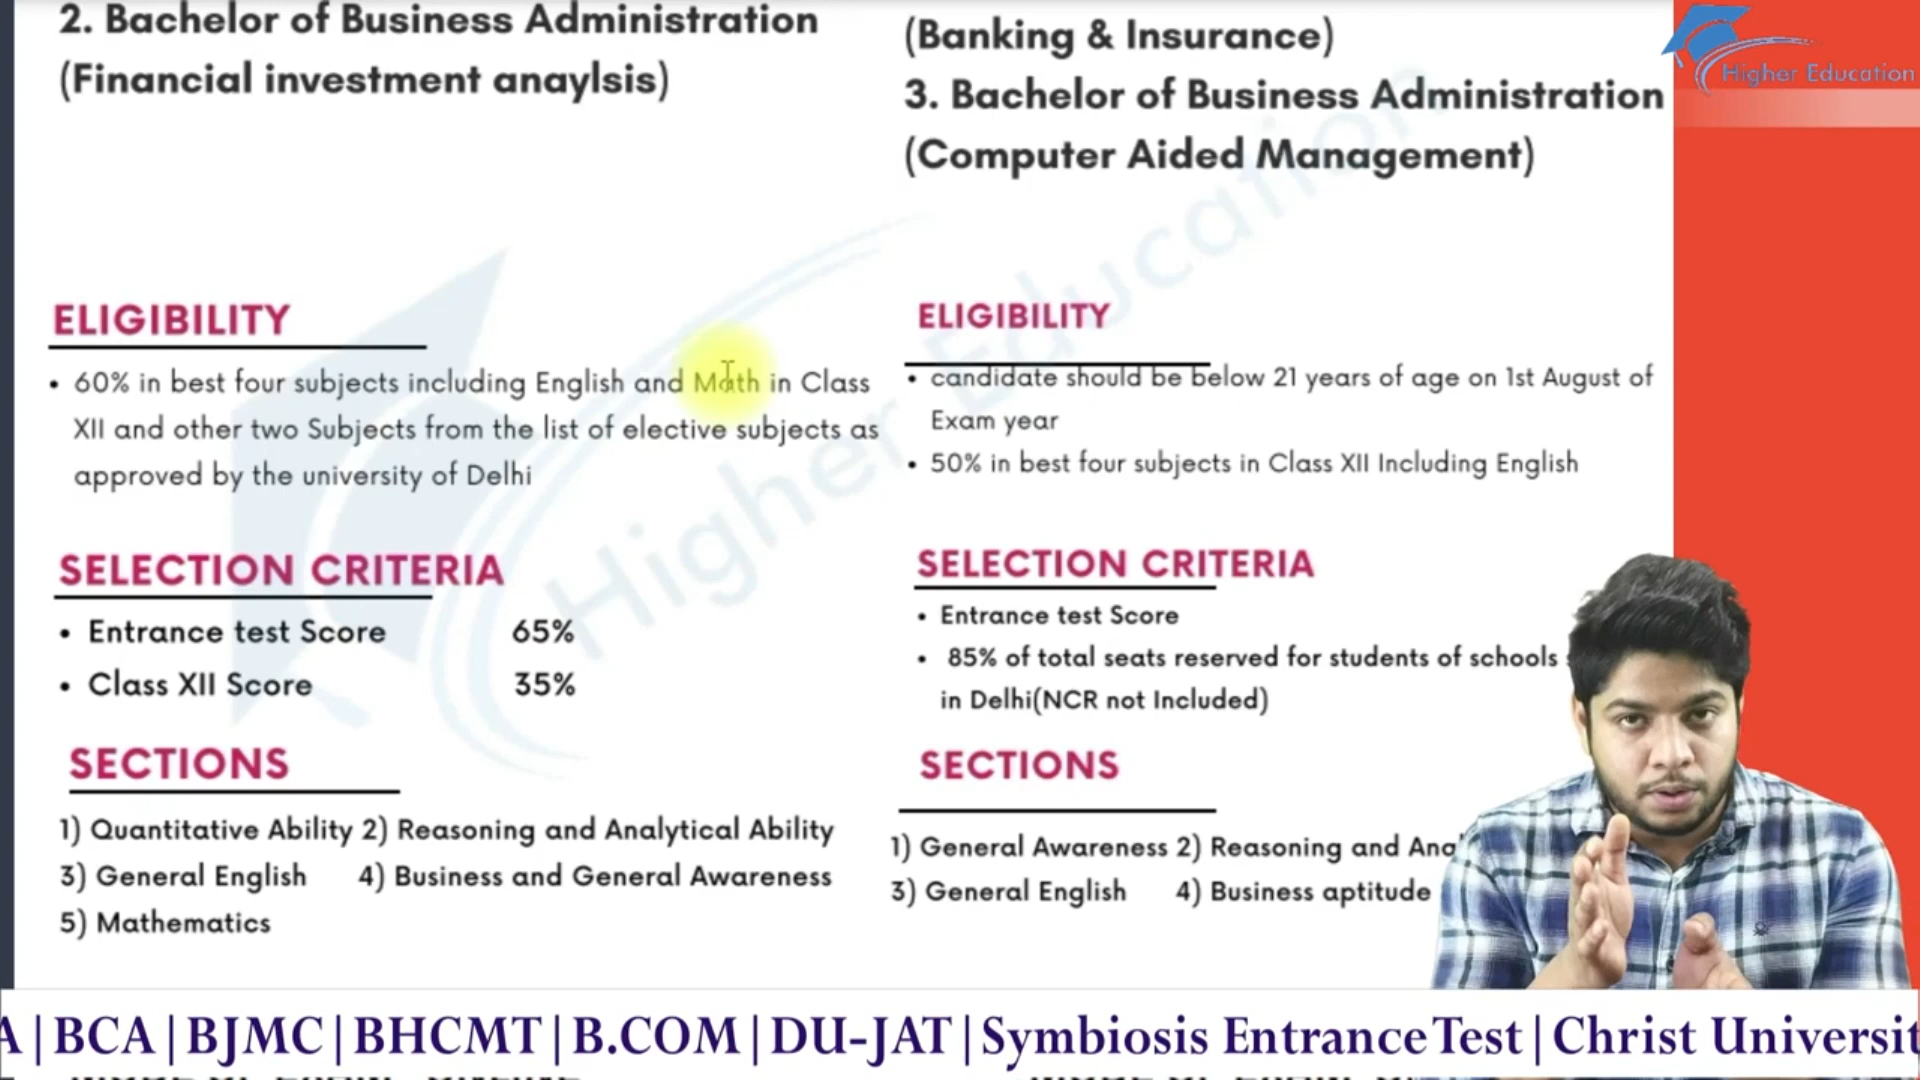 2. Bachelor of Business Administration
(Financial investment anaylsis)
ELIGIBILITY
• 60% in best four subjects including English and Math in Class
XII and other two Subjects from the list of elective subjects as
approved by the university of Delhi
SELECTION CRITERIA
• Entrance test Score 65%
• Class XII Score 35%
SECTIONS
1) Quantitative Ability 2) Reasoning and Analytical Ability
3) General English 4) Business and General Awareness
5) Mathematics
(Banking & Insurance)
3. Bachelor of Business Administration
(Computer Aided Management)
ELIGIBILITY
• candidate should be below 21 years of age on 1st August of
Exam year
• 50% in best four subjects in Class XII Including English
SELECTION CRITERIA
• Entrance test Score
• 85% of total seats reserved for students of schools
in Delhi(NCR not Included)
SECTIONS
1) General Awareness 2) Reasoning and Ana
3) General English 4) Business aptitude
Higher Education
Higher Education
A|BCA|BJMC|BHCMT|B.COM|DU-JAT|Symbiosis Entrance Test|Christ Universit